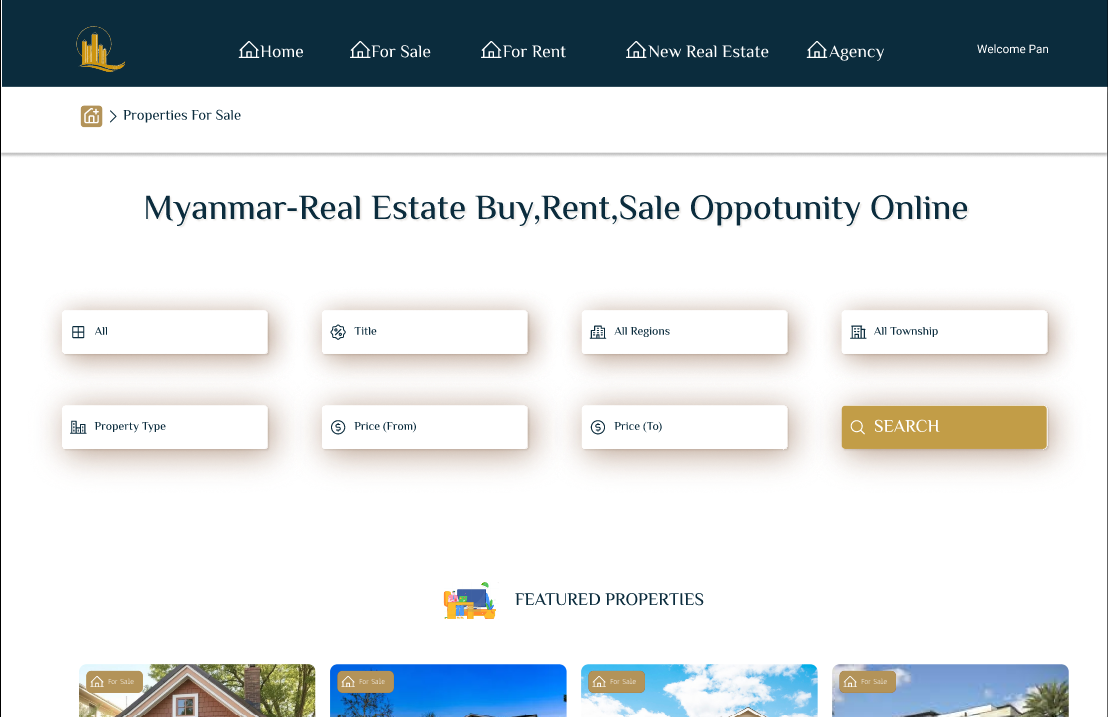 Home For Sale For Rent New Real Estate Agency Welcome Pan
Properties For Sale
Myanmar-Real Estate Buy,Rent,Sale Oppotunity Online
All Title All Regions All Township
Property Type Price (From) Price (To) SEARCH
FEATURED PROPERTIES
For Sale For Sale For Sale For Sale